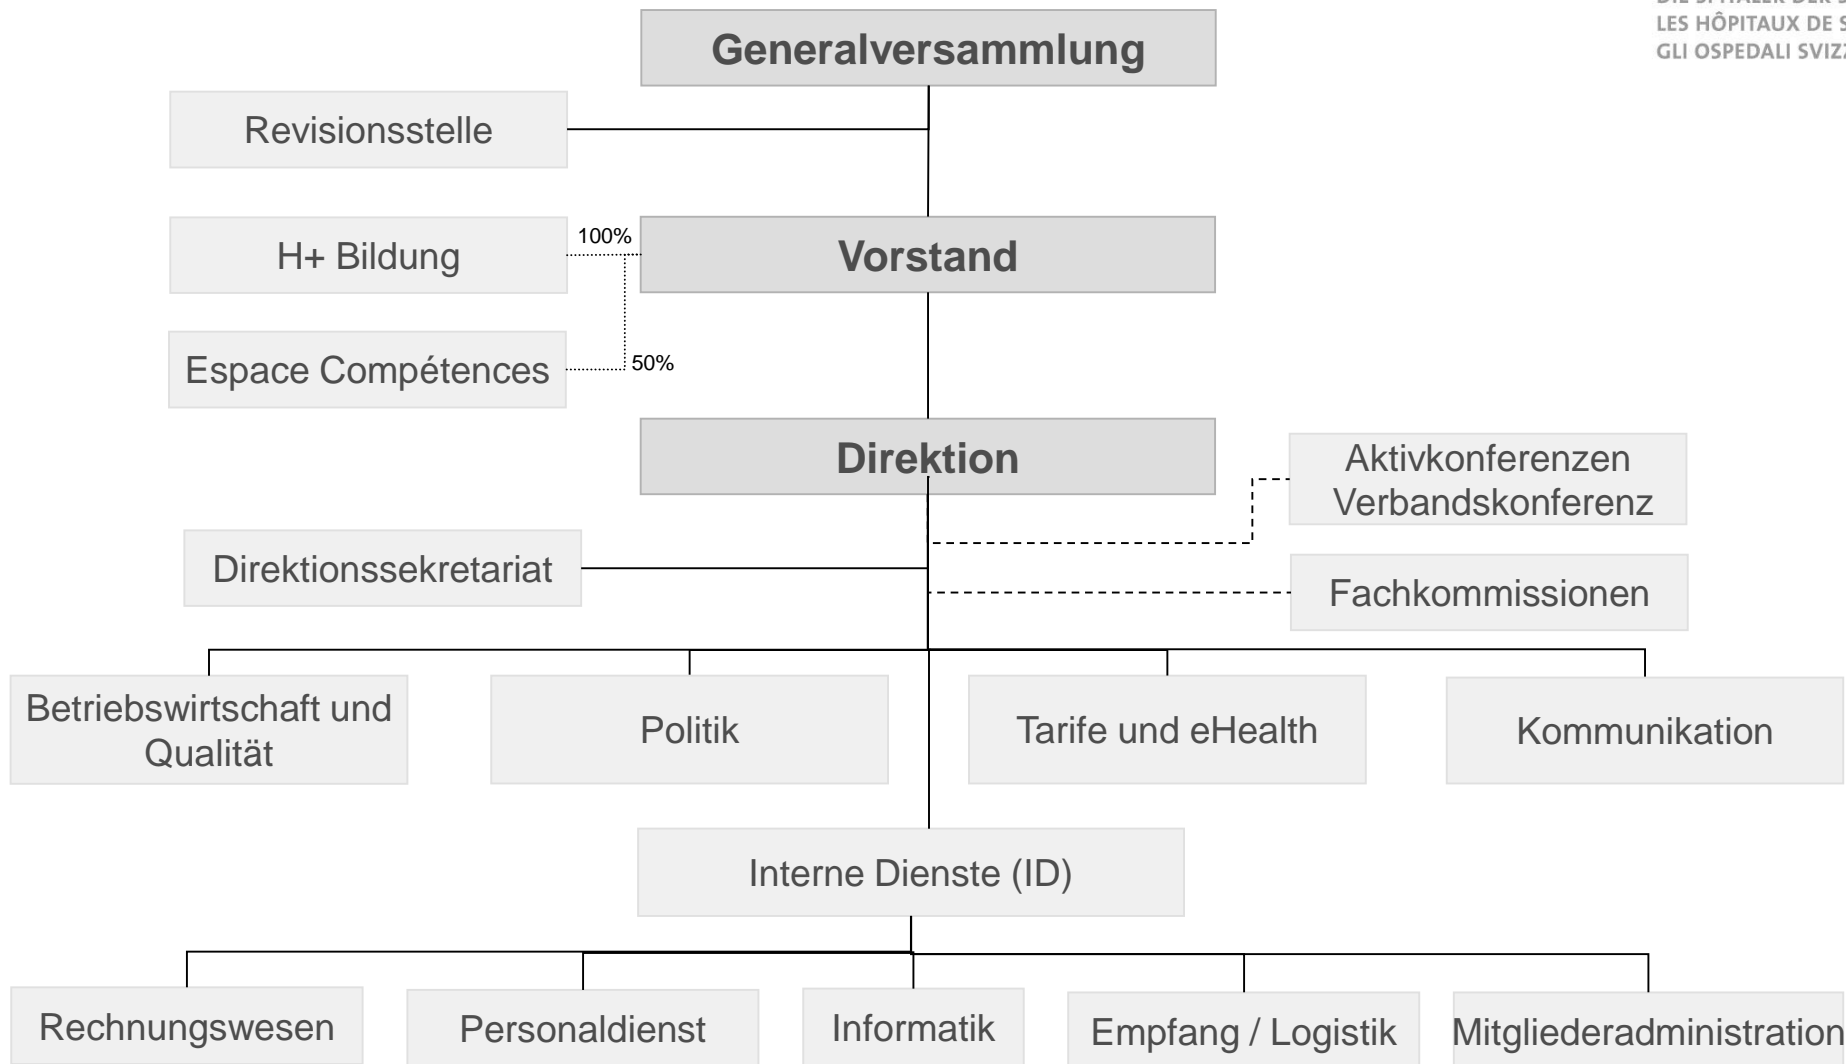 LES HÔPITAUX DE
GLI OSPEDALI
Generalversammlung
Revisionsstelle
H+ Bildung
100%
Vorstand
Espace Compétences
50%
Direktion
Aktivkonferenzen
Verbandskonferenz
Direktionssekretariat
Fachkommissionen
Betriebswirtschaft und
Qualität
Politik
Tarife und eHealth
Kommunikation
Interne Dienste (ID)
Rechnungswesen
Personaldienst
Informatik
Empfang / Logistik
Mitgliederadministration